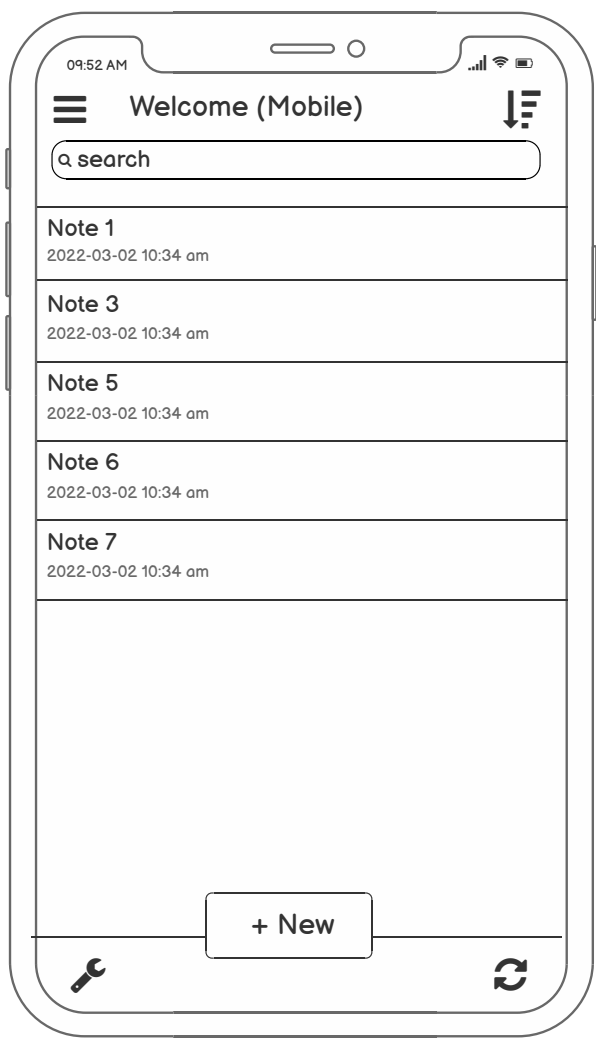 09:52 AM
Welcome (Mobile)
search
Note 1
2022-03-02 10:34 am
Note 3
2022-03-02 10:34 am
Note 5
2022-03-02 10:34 am
Note 6
2022-03-02 10:34 am
Note 7
2022-03-02 10:34 am
+ New